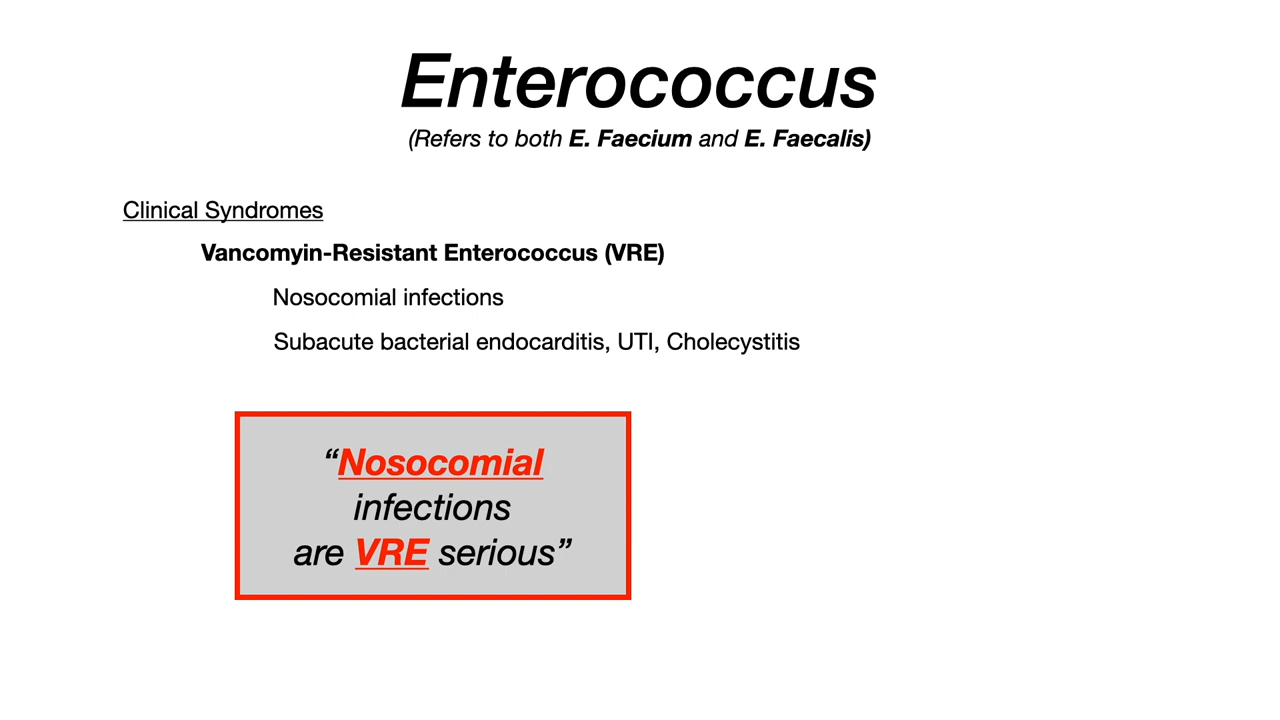 Enterococcus
(Refers to both E. Faecium and E. Faecalis)
Clinical Syndromes
Vancomyin-Resistant Enterococcus (VRE)
Nosocomial infections
Subacute bacterial endocarditis, UTI, Cholecystitis
“Nosocomial
infections
are VRE serious”